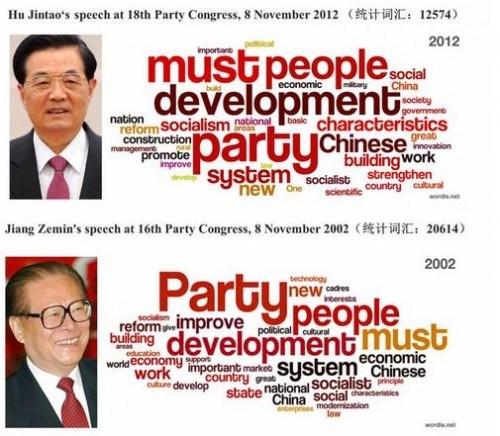 Hu Jintao‘s speech at 18th Party Congress, 8 November 2012 （统计词汇：12574）
2012
important political
must people social
build economic military China
development society
government
nation national basic characteristics
reform socialism areas great
construction party Chinese innovation
management rural building work
promote law
improve system strengthen
develop new One socialist country cultural
scientific
wordle.net
Jiang Zemin's speech at 16th Party Congress, 8 November 2002（统计词汇：20614）
2002
technology
Party new cadres
interests
people
socialism improve political cultural
reform give must
building development
areas
education economic
world economy support system Chinese
work important market
culture country great socialist principle
develop national social characteristics
state China modernization
enterprises law
wordle.net